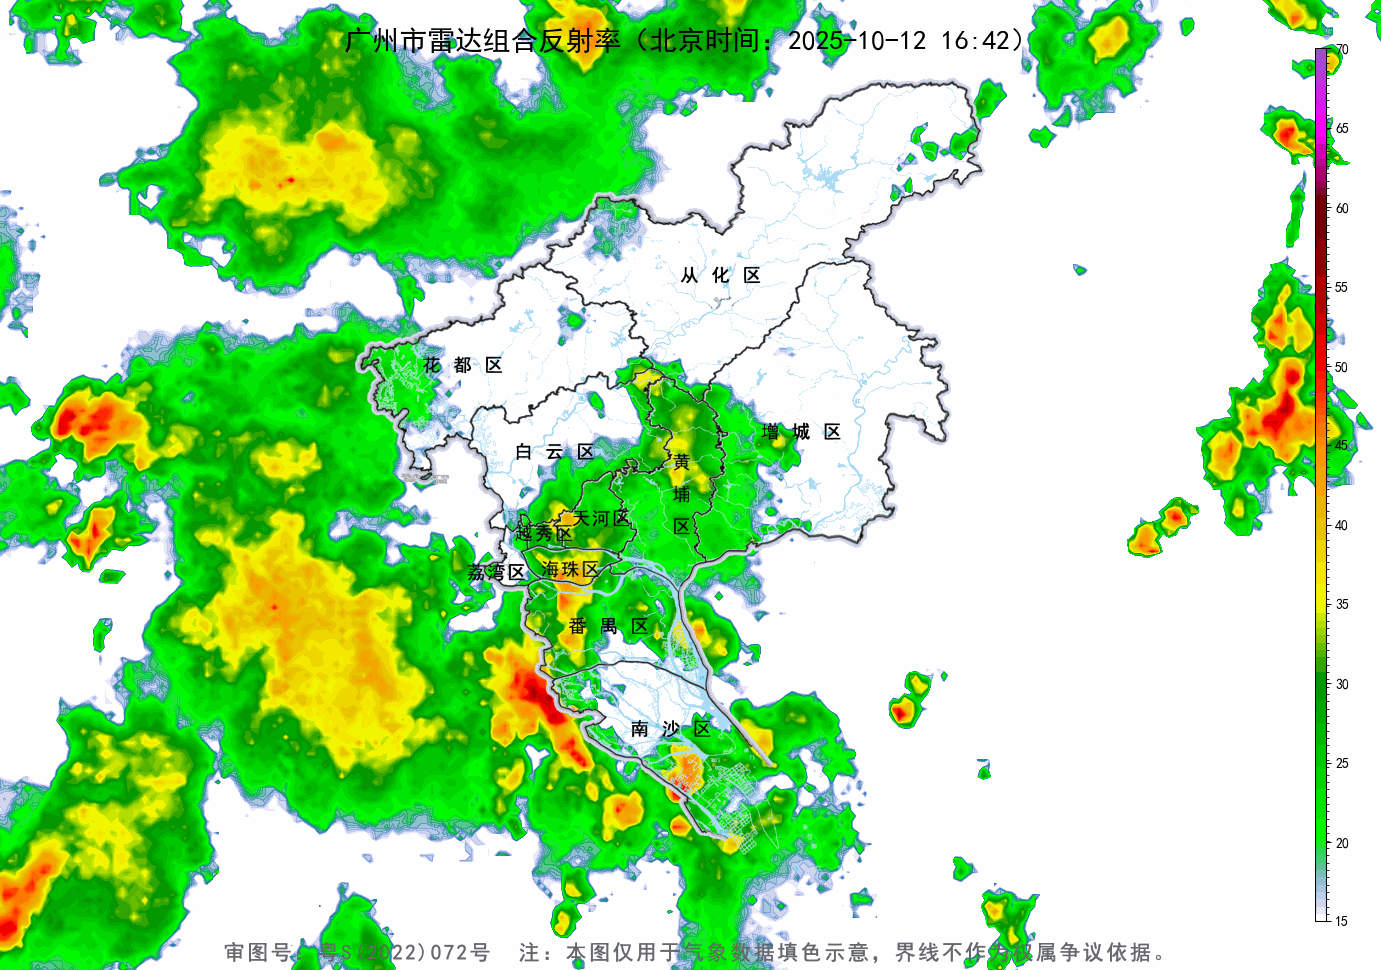 广州市雷达组合反射率（北京时间：2025-10-12 16:42）
70
65
60
55
50
45
40
35
30
25
20
15
从 化 区
花 都 区
增 城 区
白 云 区
黄
埔
区
天河区
越秀区
荔湾区
海珠区
番 禺 区
南 沙 区
审图号：粤S(2022)072号 注：本图仅用于气象数据填色示意，界线不作为权属争议依据。